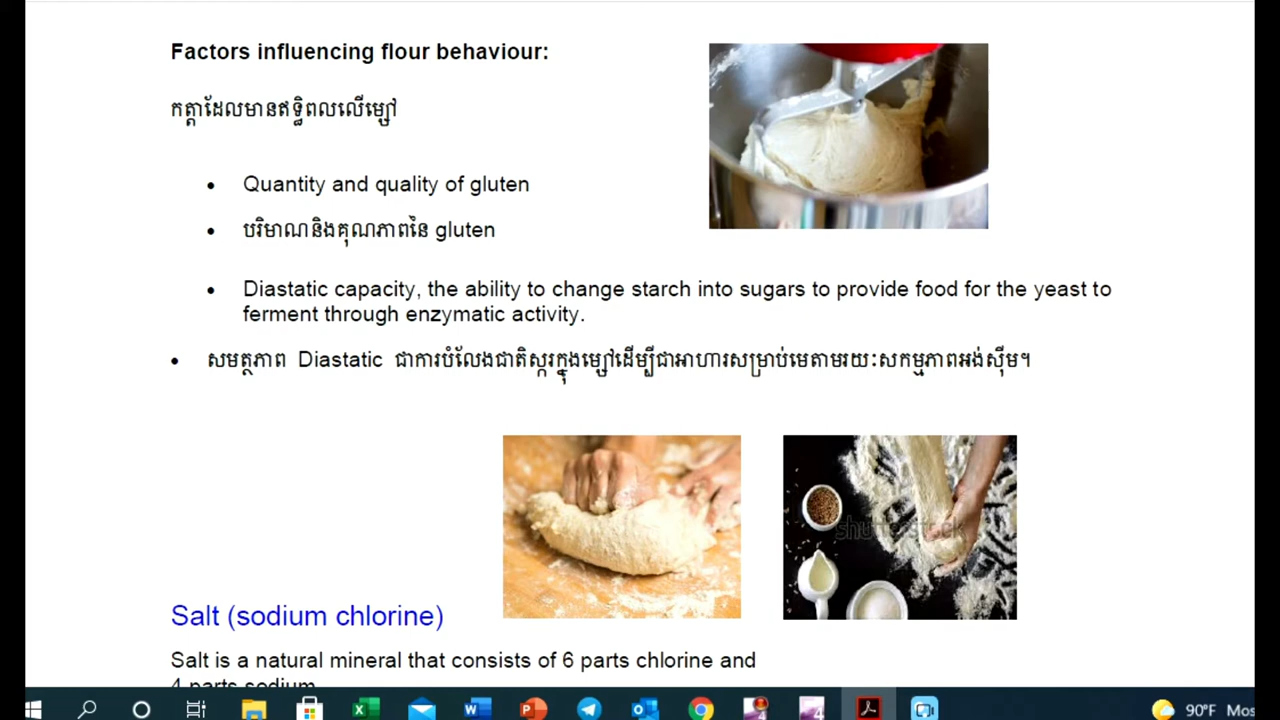 Factors influencing flour behaviour:
កត្តាដែលមានឥទ្ធិពលលើម្សៅ
• Quantity and quality of gluten
• បរិមាណនិងគុណភាពនៃ gluten
• Diastatic capacity, the ability to change starch into sugars to provide food for the yeast to
ferment through enzymatic activity.
• សមត្ថភាព Diastatic ជាការបំលែងជាតិស្ករក្នុងម្សៅដើម្បីជាអាហារសម្រាប់មេតាមរយៈសកម្មភាពអង់ស៊ីម។
shutterstock
Salt (sodium chlorine)
Salt is a natural mineral that consists of 6 parts chlorine and
4 parts sodium
90°F Mos